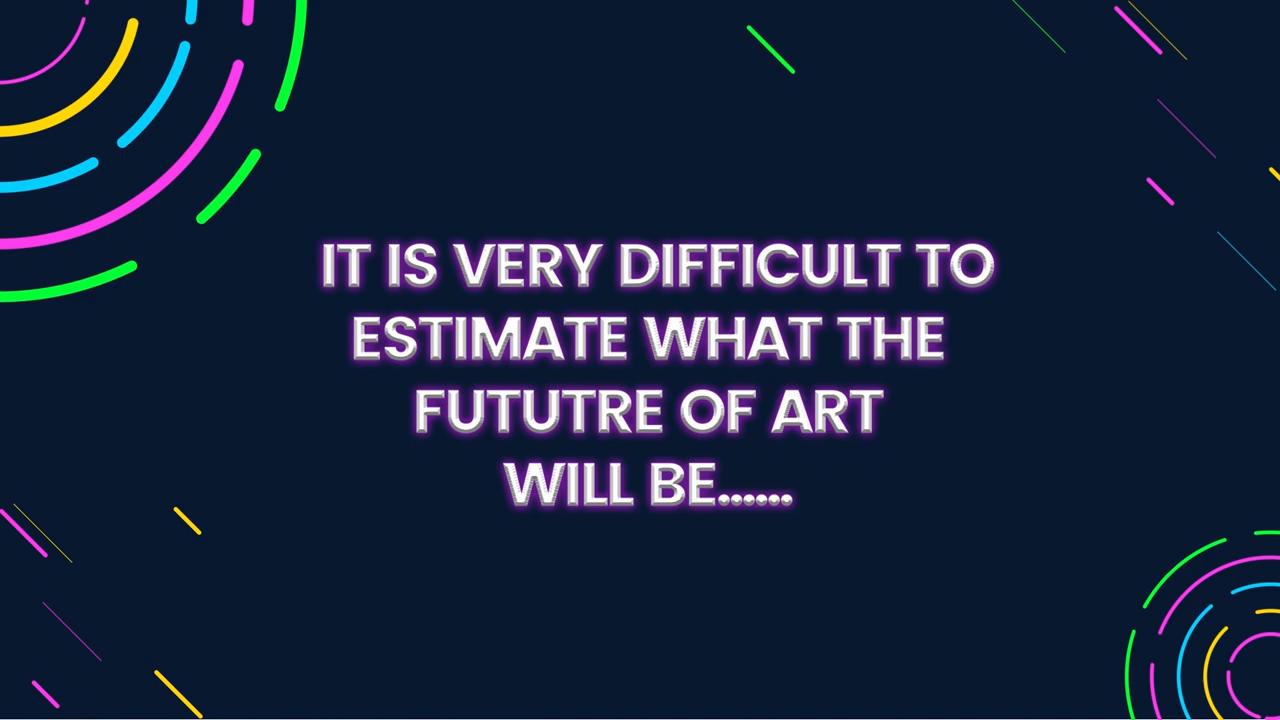 IT IS VERY DIFFICULT TO
ESTIMATE WHAT THE
FUTUTRE OF ART
WILL BE......